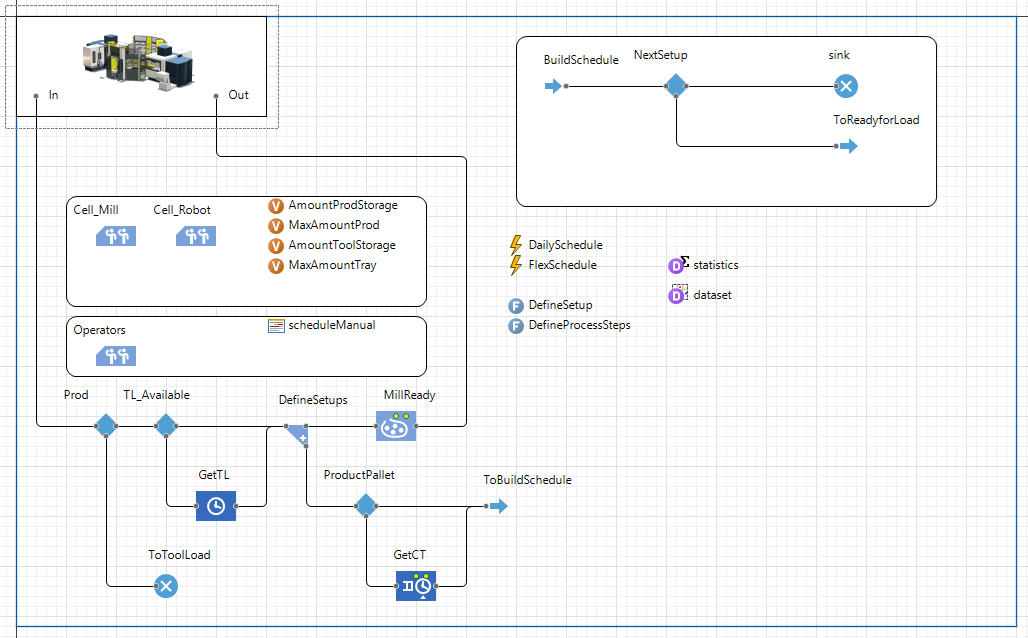 In
Out
BuildSchedule
NextSetup
sink
ToReadyforLoad
Cell_Mill
Cell_Robot
V AmountProdStorage
V MaxAmountProd
V AmountToolStorage
V MaxAmountTray
DailySchedule
FlexSchedule
D Σ statistics
D dataset
F DefineSetup
F DefineProcessSteps
Operators
scheduleManual
Prod
TL_Available
DefineSetups
MillReady
GetTL
ProductPallet
ToBuildSchedule
ToToolLoad
GetCT